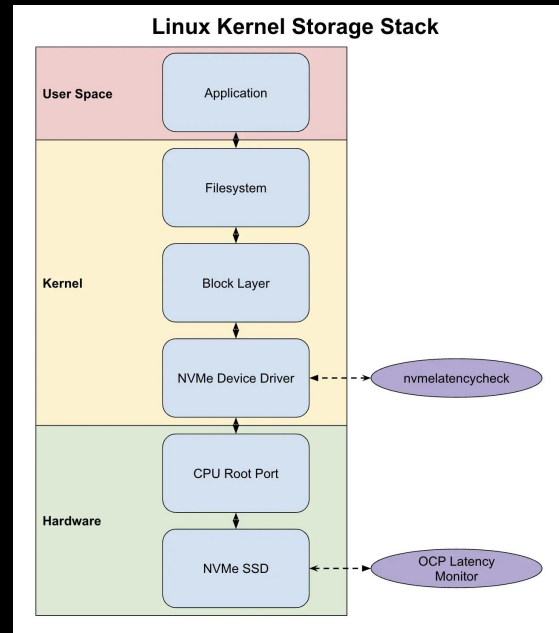 Linux Kernel Storage Stack
User Space
Application
Filesystem
Kernel
Block Layer
NVMe Device Driver
nvmelatencycheck
CPU Root Port
Hardware
NVMe SSD
OCP Latency
Monitor